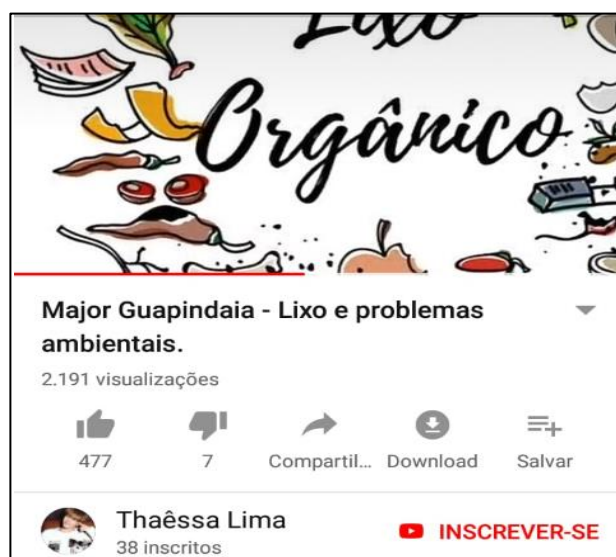 Lixo
Orgânico
Major Guapindaia - Lixo e problemas
ambientais.
2.191 visualizações
477
7
Compartil...
Download
Salvar
Thaêssa Lima
INSCREVER-SE
38 inscritos